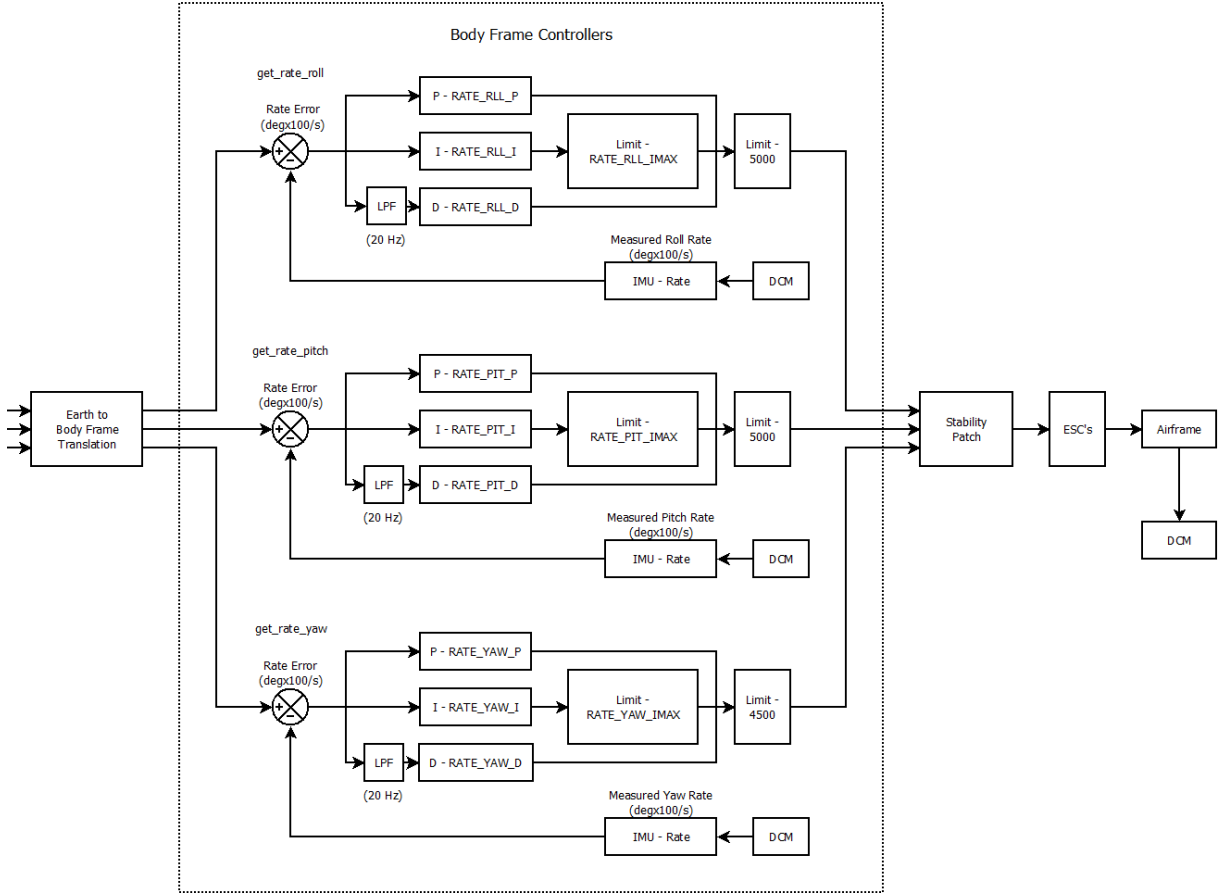 Body Frame Controllers
get_rate_roll
Rate Error
(degx100/s)
P - RATE_RLL_P
I - RATE_RLL_I
LPF
(20 Hz)
D - RATE_RLL_D
Limit -
RATE_RLL_IMAX
Limit -
5000
Measured Roll Rate
(degx100/s)
IMU - Rate
DCM
Earth to
Body Frame
Translation
get_rate_pitch
Rate Error
(degx100/s)
P - RATE_PIT_P
I - RATE_PIT_I
LPF
(20 Hz)
D - RATE_PIT_D
Limit -
RATE_PIT_IMAX
Limit -
5000
Measured Pitch Rate
(degx100/s)
IMU - Rate
DCM
get_rate_yaw
Rate Error
(degx100/s)
P - RATE_YAW_P
I - RATE_YAW_I
LPF
(20 Hz)
D - RATE_YAW_D
Limit -
RATE_YAW_IMAX
Limit -
4500
Measured Yaw Rate
(degx100/s)
IMU - Rate
DCM
Stability
Patch
ESC's
Airframe
DCM